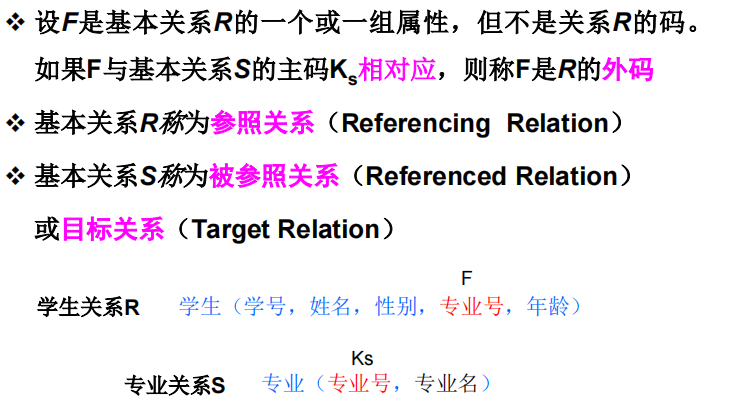 ❖ 设F是基本关系R的一个或一组属性，但不是关系R的码。
如果F与基本关系S的主码Ks相对应，则称F是R的外码
❖ 基本关系R称为参照关系（Referencing Relation）
❖ 基本关系S称为被参照关系（Referenced Relation）
或目标关系（Target Relation）
F
学生关系R 学生（学号，姓名，性别，专业号，年龄）
Ks
专业关系S 专业（专业号，专业名）